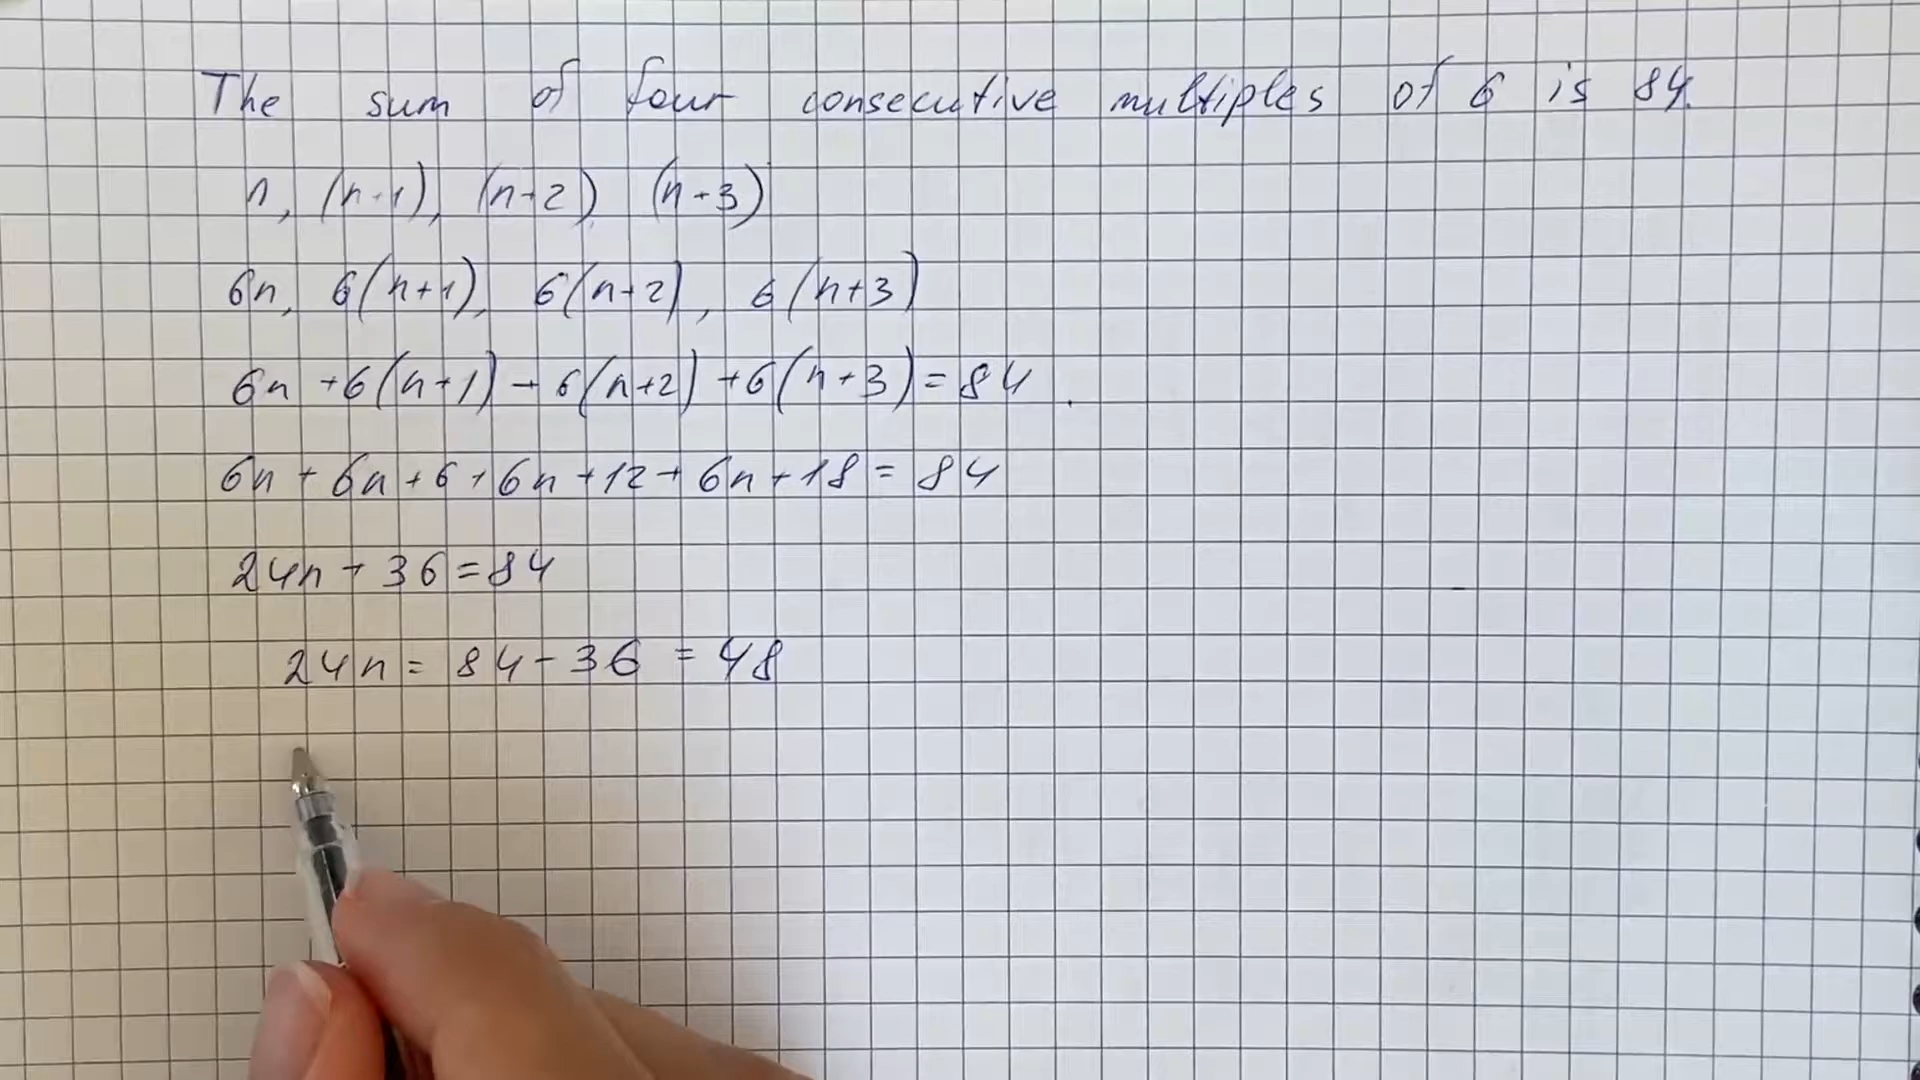 The sum of four consecutive multiples of 6 is 84.
n, (n+1), (n+2), (n+3)
6n, 6(n+1), 6(n+2), 6(n+3)
6n + 6(n+1) + 6(n+2) + 6(n+3) = 84.
6n + 6n + 6 + 6n + 12 + 6n + 18 = 84
24n + 36 = 84
24n = 84 - 36 = 48